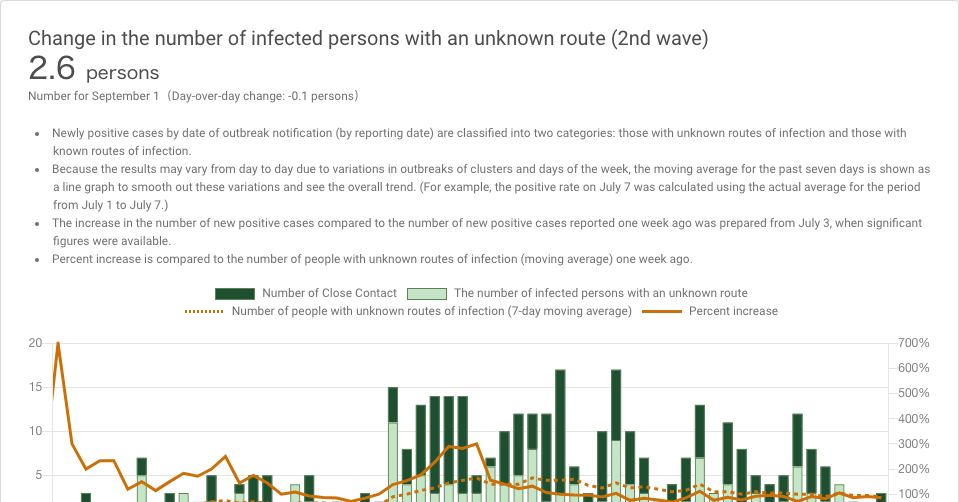 Change in the number of infected persons with an unknown route (2nd wave)
2.6 persons
Number for September 1 （Day-over-day change: -0.1 persons）
• Newly positive cases by date of outbreak notification (by reporting date) are classified into two categories: those with unknown routes of infection and those with
known routes of infection.
• Because the results may vary from day to day due to variations in outbreaks of clusters and days of the week, the moving average for the past seven days is shown as
a line graph to smooth out these variations and see the overall trend. (For example, the positive rate on July 7 was calculated using the actual average for the period
from July 1 to July 7.)
• The increase in the number of new positive cases compared to the number of new positive cases reported one week ago was prepared from July 3, when significant
figures were available.
• Percent increase is compared to the number of people with unknown routes of infection (moving average) one week ago.
Number of Close Contact The number of infected persons with an unknown route
Number of people with unknown routes of infection (7-day moving average) Percent increase
20 700%
600%
15 500%
400%
10 300%
200%
5 100%